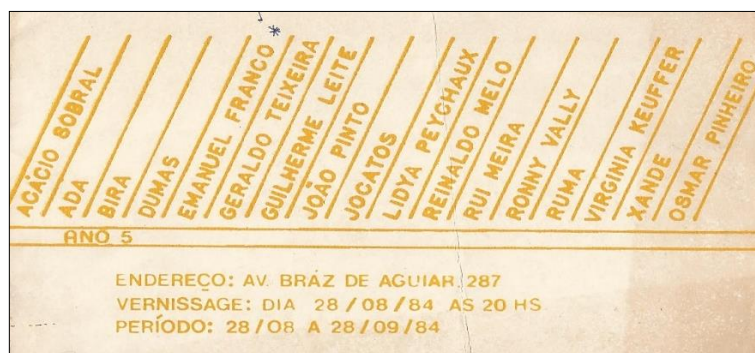 ACACIO SOBRAL
ADA
BIRA
DUMAS
EMANUEL FRANCO
GERALDO TEIXEIRA
GUILHERME LEITE
JOÃO PINTO
JOCATOS
LIDYA PEYCHAUX
REINALDO MELO
RUI MEIRA
RONNY VALLY
RUMA
VIRGINIA KEUFFER
XANDE
OSMAR PINHEIRO
ANO 5
ENDEREÇO: AV. BRÁZ DE AGUIAR, 287
VERNISSAGE: DIA 28/08/84 AS 20 HS
PERÍODO: 28/08 A 28/09/84